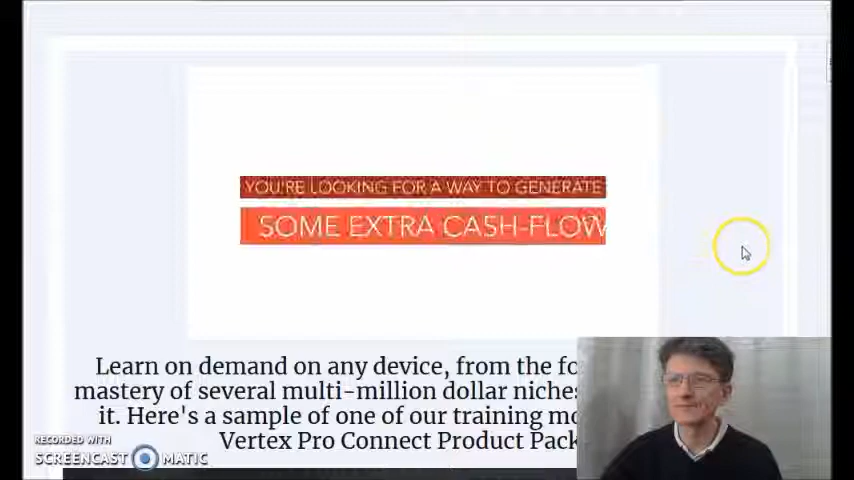 YOU'RE LOOKING FOR A WAY TO GENERATE
SOME EXTRA CASH-FLOW
Learn on demand on any device, from the
mastery of several multi-million dollar niches
it. Here's a sample of one of our training
Vertex Pro Connect Product Pack
RECORDED WITH
SCREENCAST MATIC